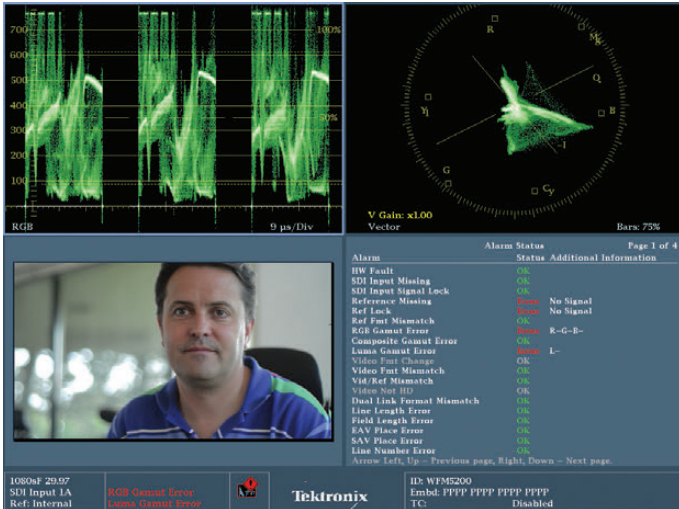 700
600
500
400
300
200
100
100%
RGB
9 µs/Div
R
Mg
Q
B
Yl
-I
G
Cy
V Gain: x1.00
Vector
Bars: 75%
Alarm Status Page 1 of 4
Alarm Status Additional Information
HW Fault OK
SDI Input Missing OK
SDI Input Signal Lock OK
Reference Missing Error No Signal
Ref Lock Error No Signal
Ref Fmt Mismatch OK
RGB Gamut Error Error R-G-B-
Composite Gamut Error OK
Luma Gamut Error Error L-
Video Fmt Change OK
Video Fmt Mismatch OK
Vid/Ref Mismatch OK
Video Not HD OK
Dual Link Format Mismatch OK
Line Length Error OK
Field Length Error OK
EAV Place Error OK
SAV Place Error OK
Line Number Error OK
Arrow Left, Up - Previous page, Right, Down - Next page.
1080sF 29.97
SDI Input 1A
Ref: Internal
RGB Gamut Error
Luma Gamut Error
Tektronix
ID: WFM5200
Embd: PPPP PPPP PPPP PPPP
TC: Disabled